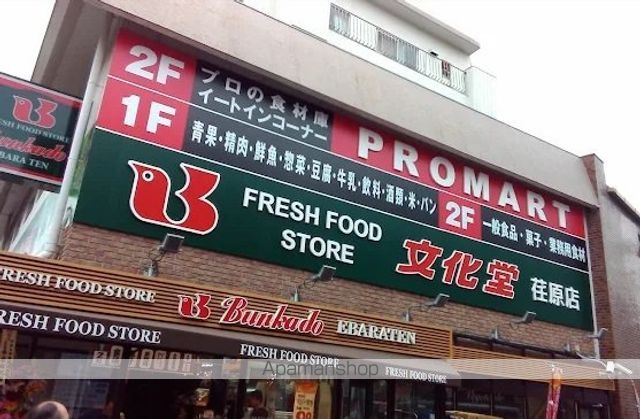 2F プロの食材庫
イートインコーナー
PROMART
1F 青果・精肉・鮮魚・惣菜・豆腐・牛乳・飲料・酒類・米・パン
2F 一般食品・菓子・業務用食材
FRESH FOOD
STORE
文化堂 荏原店
FRESH FOOD STORE
Bunkado
EBARA TEN
FRESH FOOD STORE
Bunkado EBARATEN
FRESH FOOD STORE
FRESH FOOD STORE
FRESH FOOD STORE
Apamanshop